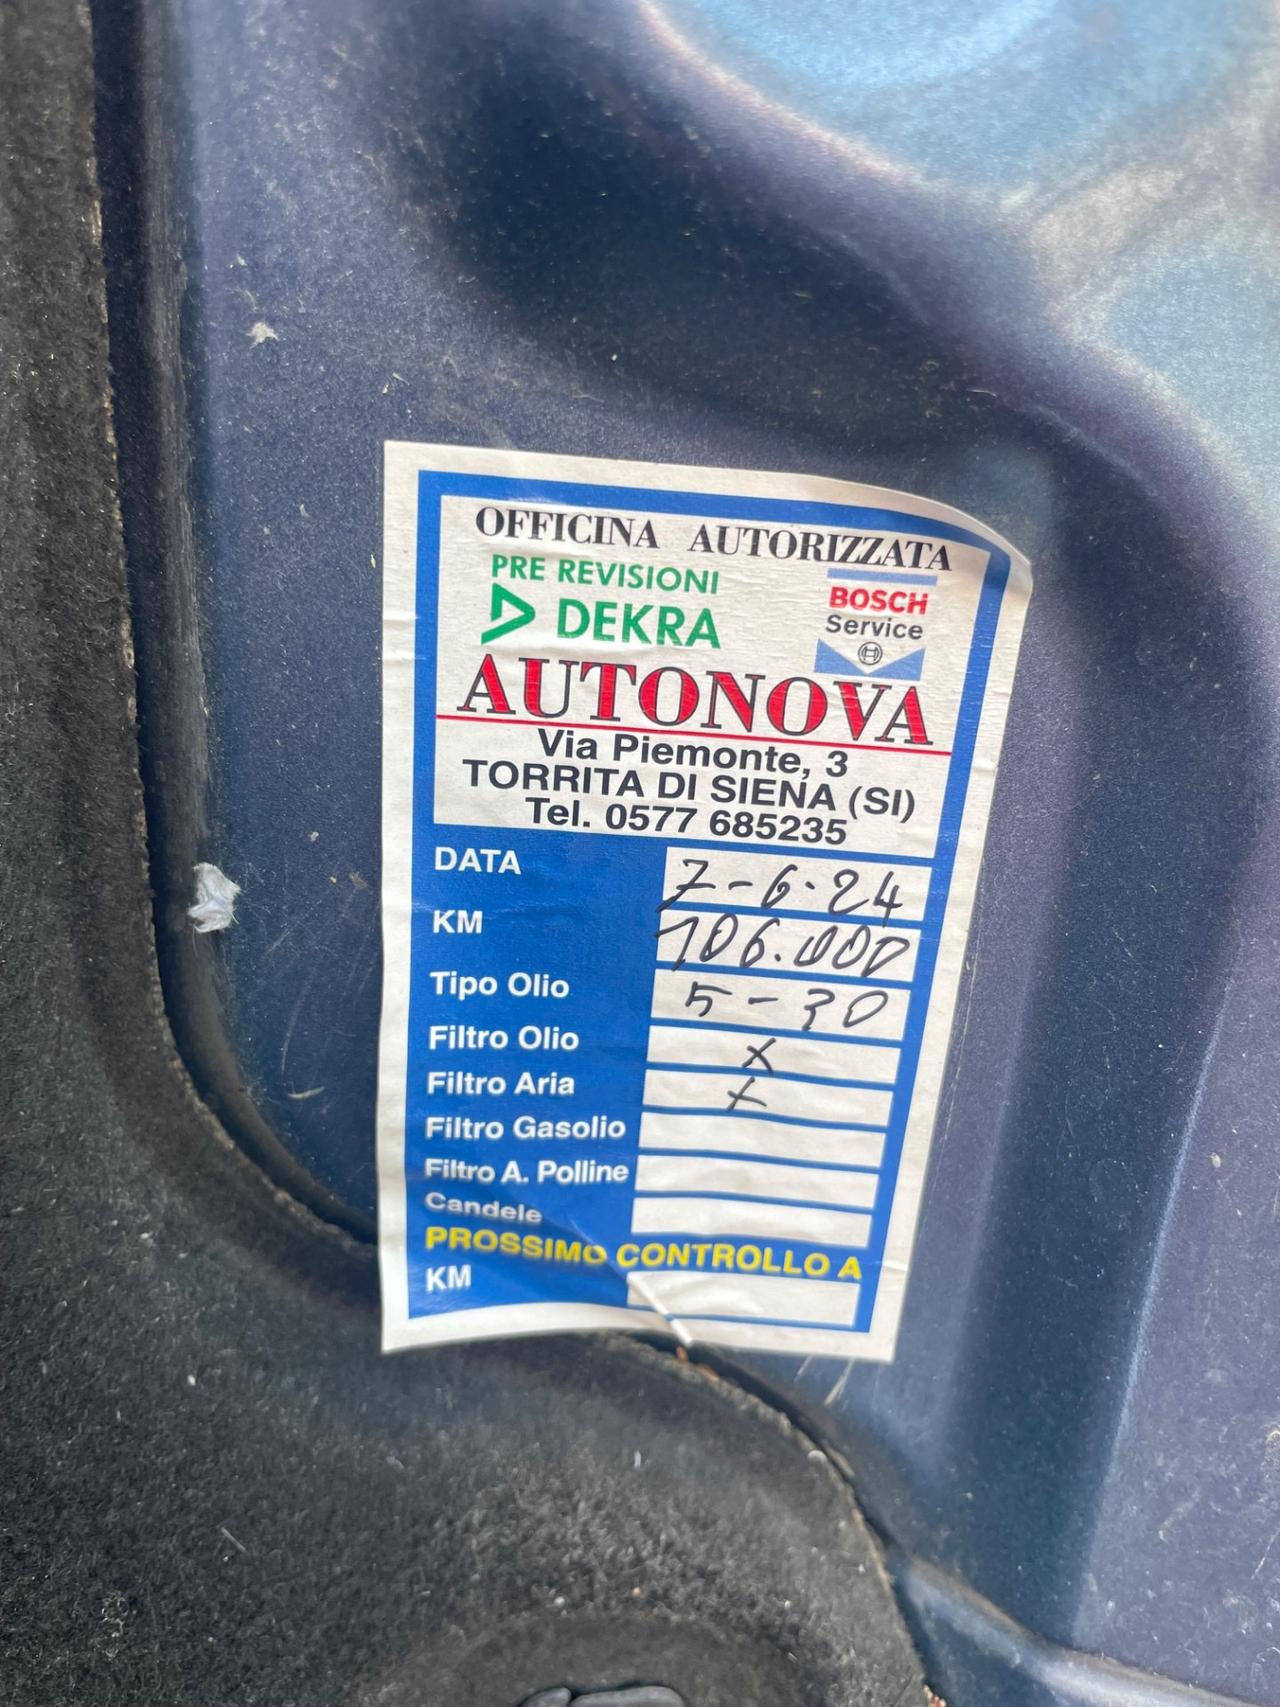 OFFICINA AUTORIZZATA
PRE REVISIONI
DEKRA
BOSCH
Service
AUTONOVA
Via Piemonte, 3
TORRITA DI SIENA (SI)
Tel. 0577 685235
DATA 7-6-24
KM 106.000
Tipo Olio 5-30
Filtro Olio x
Filtro Aria x
Filtro Gasolio
Filtro A. Polline
Candele
PROSSIMO CONTROLLO A
KM